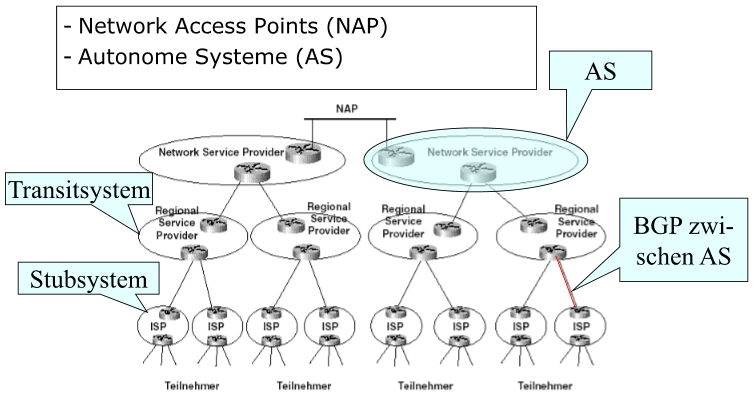 - Network Access Points (NAP)
- Autonome Systeme (AS)
AS
NAP
Network Service Provider
Network Service Provider
Transitsystem
Regional
Service
Provider
Regional
Service
Provider
Regional
Service
Provider
Regional
Service
Provider
BGP zwi-
schen AS
Stubsystem
ISP
ISP
ISP
ISP
ISP
ISP
ISP
ISP
Teilnehmer
Teilnehmer
Teilnehmer
Teilnehmer